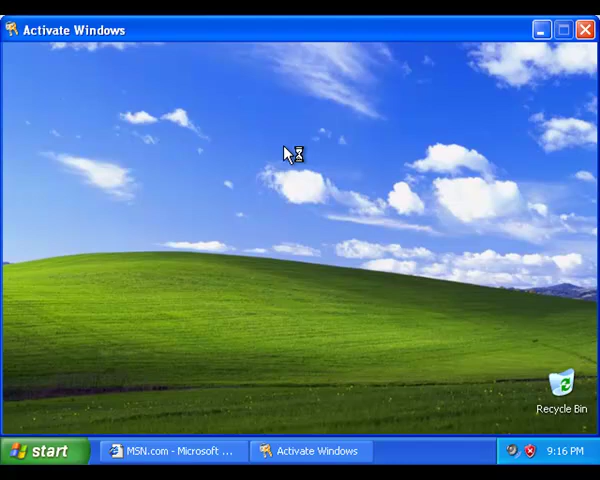 Activate Windows
Recycle Bin
start
MSN.com - Microsoft ...
Activate Windows
9:16 PM